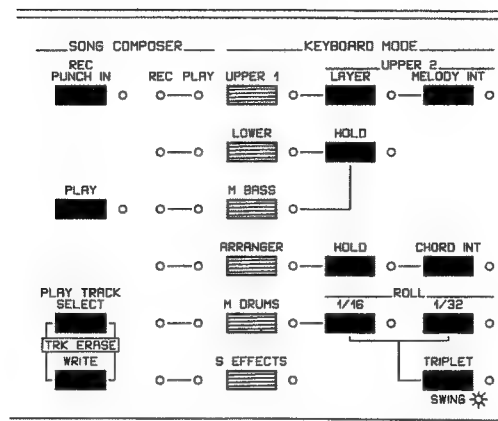 SONG COMPOSER KEYBOARD MODE
REC UPPER 2
PUNCH IN REC PLAY UPPER 1 LAYER MELODY INT
LOWER HOLD
PLAY M BASS
ARRANGER HOLD CHORD INT
PLAY TRACK ROLL
SELECT M DRUMS 1/16 1/32
TRK ERASE
WRITE S EFFECTS TRIPLET
SWING